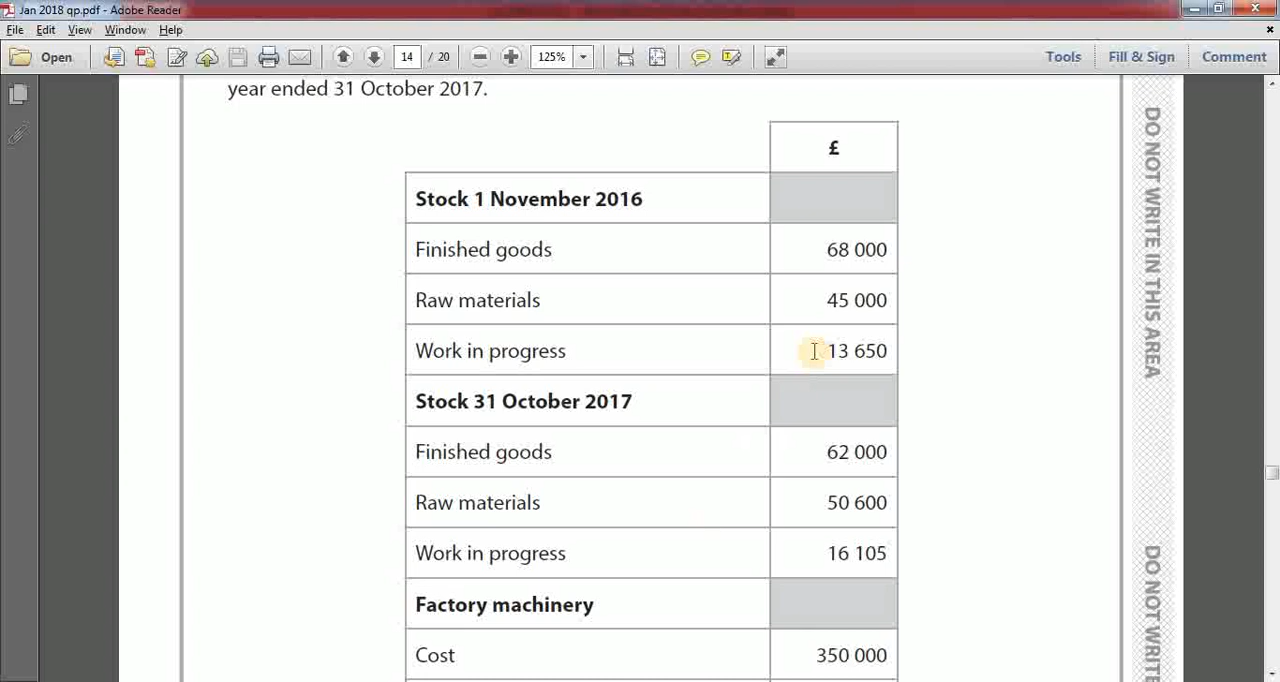 Jan 2018 qp.pdf - Adobe Reader
File Edit View Window Help
Open 14 / 20 125% Tools Fill & Sign Comment
year ended 31 October 2017.
£
Stock 1 November 2016
Finished goods 68 000
Raw materials 45 000
Work in progress 13 650
Stock 31 October 2017
Finished goods 62 000
Raw materials 50 600
Work in progress 16 105
Factory machinery
Cost 350 000
DO NOT WRITE IN THIS AREA
DO NOT WRITE